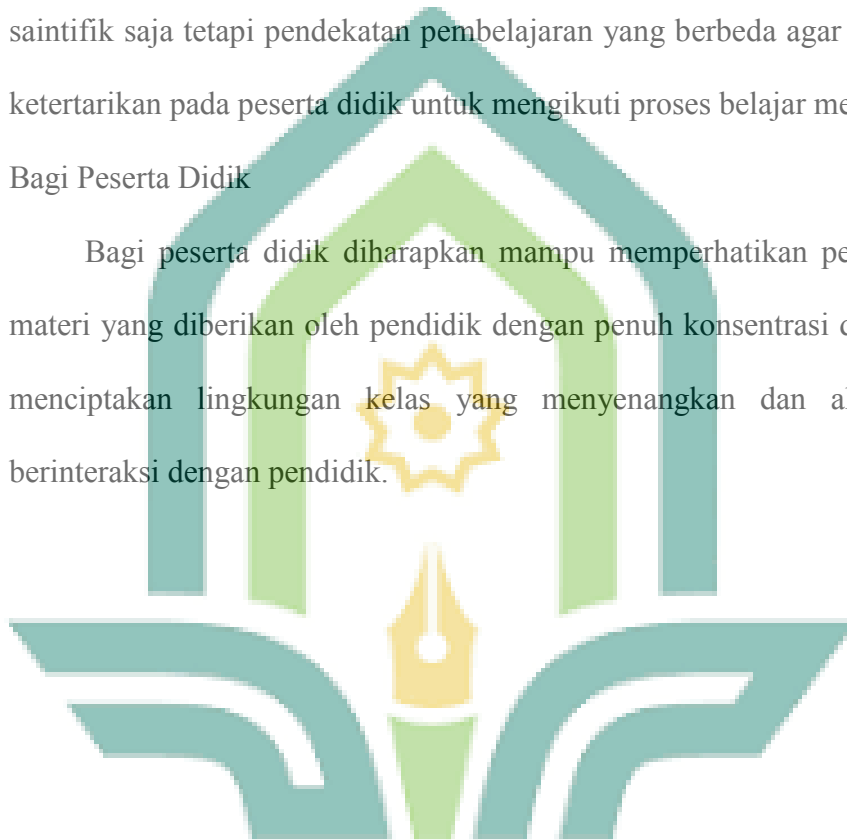 saintifik saja tetapi pendekatan pembelajaran yang berbeda agar
ketertarikan pada peserta didik untuk mengikuti proses belajar me
Bagi Peserta Didik
Bagi peserta didik diharapkan mampu memperhatikan pe
materi yang diberikan oleh pendidik dengan penuh konsentrasi d
menciptakan lingkungan kelas yang menyenangkan dan a
berinteraksi dengan pendidik.